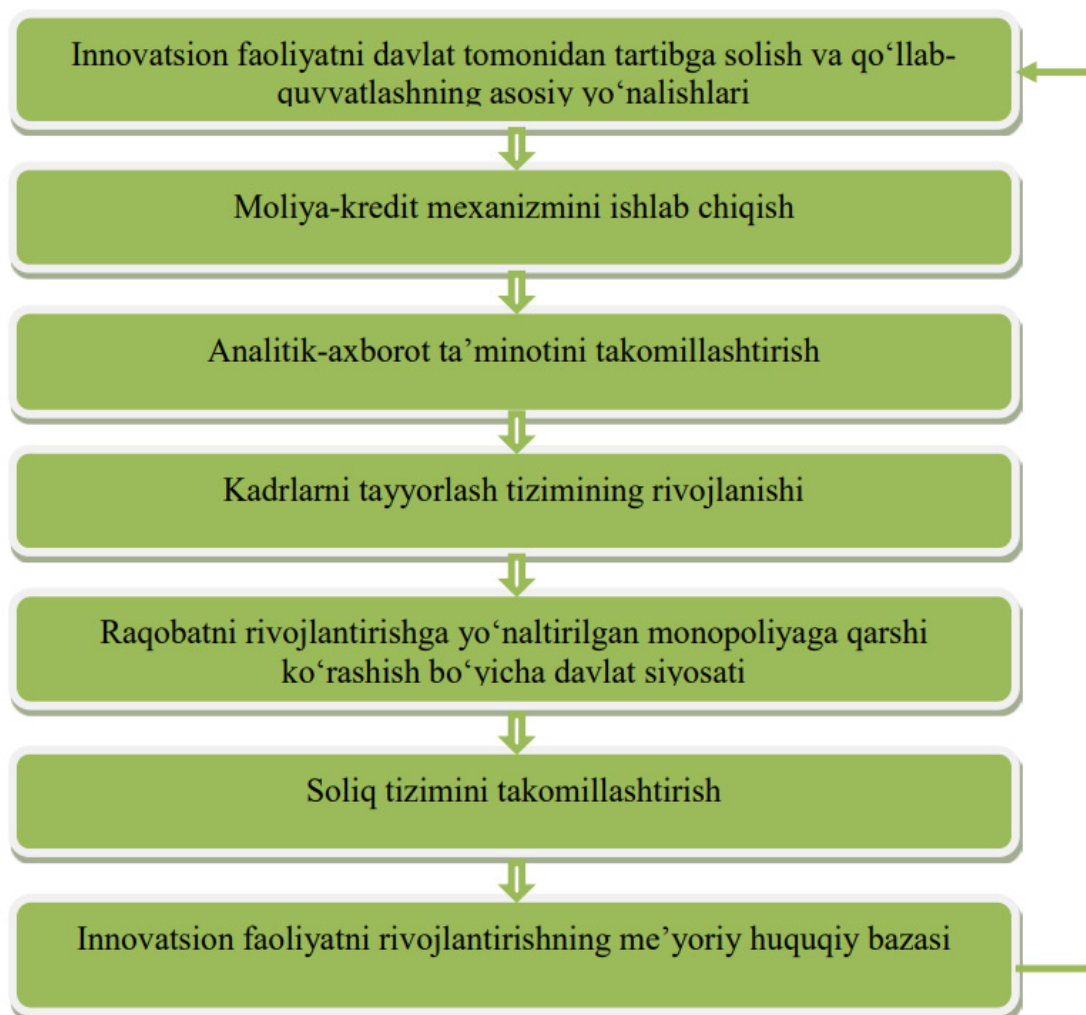 Innovatsion faoliyatni davlat tomonidan tartibga solish va qo‘llab-
quvvatlashning asosiy yo‘nalishlari
Moliya-kredit mexanizmini ishlab chiqish
Analitik-axborot ta’minotini takomillashtirish
Kadrlarni tayyorlash tizimining rivojlanishi
Raqobatni rivojlantirishga yo‘naltirilgan monopoliyaga qarshi
ko‘rashish bo‘yicha davlat siyosati
Soliq tizimini takomillashtirish
Innovatsion faoliyatni rivojlantirishning me’yoriy huquqiy bazasi